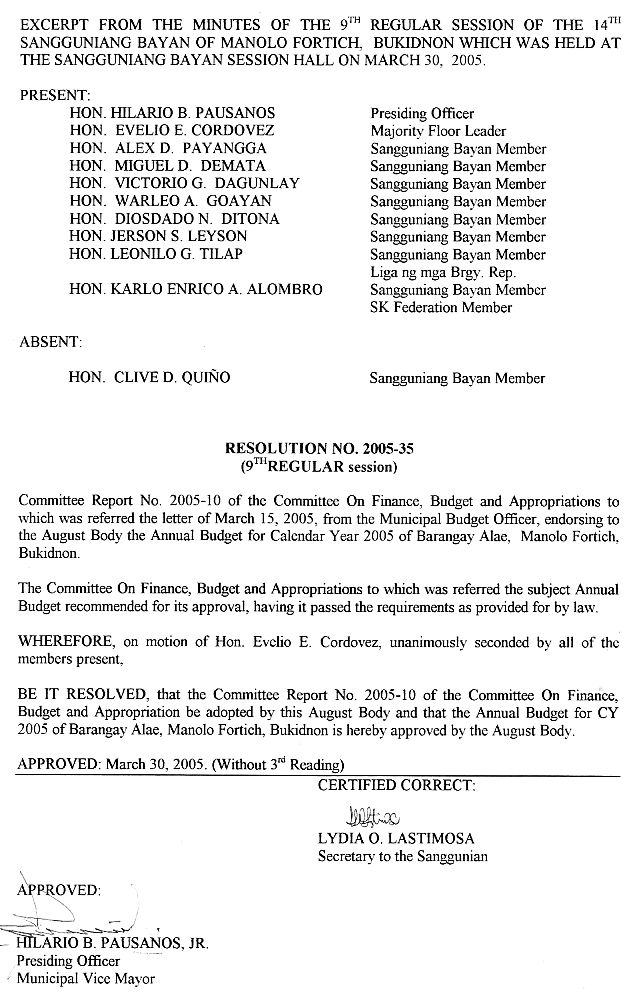 EXCERPT FROM THE MINUTES OF THE 9TH REGULAR SESSION OF THE 14TH
SANGGUNIANG BAYAN OF MANOLO FORTICH, BUKIDNON WHICH WAS HELD AT
THE SANGGUNIANG BAYAN SESSION HALL ON MARCH 30, 2005.
PRESENT:
HON. HILARIO B. PAUSANOS Presiding Officer
HON. EVELIO E. CORDOVEZ Majority Floor Leader
HON. ALEX D. PAYANGGA Sangguniang Bayan Member
HON. MIGUEL D. DEMATA Sangguniang Bayan Member
HON. VICTORIO G. DAGUNLAY Sangguniang Bayan Member
HON. WARLEO A. GOAYAN Sangguniang Bayan Member
HON. DIOSDADO N. DITONA Sangguniang Bayan Member
HON. JERSON S. LEYSON Sangguniang Bayan Member
HON. LEONILO G. TILAP Sangguniang Bayan Member
Liga ng mga Brgy. Rep.
HON. KARLO ENRICO A. ALOMBRO Sangguniang Bayan Member
SK Federation Member
ABSENT:
HON. CLIVE D. QUIÑO Sangguniang Bayan Member
RESOLUTION NO. 2005-35
(9THREGULAR session)
Committee Report No. 2005-10 of the Committee On Finance, Budget and Appropriations to
which was referred the letter of March 15, 2005, from the Municipal Budget Officer, endorsing to
the August Body the Annual Budget for Calendar Year 2005 of Barangay Alae, Manolo Fortich,
Bukidnon.
The Committee On Finance, Budget and Appropriations to which was referred the subject Annual
Budget recommended for its approval, having it passed the requirements as provided for by law.
WHEREFORE, on motion of Hon. Evelio E. Cordovez, unanimously seconded by all of the
members present,
BE IT RESOLVED, that the Committee Report No. 2005-10 of the Committee On Finance,
Budget and Appropriation be adopted by this August Body and that the Annual Budget for CY
2005 of Barangay Alae, Manolo Fortich, Bukidnon is hereby approved by the August Body.
APPROVED: March 30, 2005. (Without 3rd Reading)
CERTIFIED CORRECT:
LYDIA O. LASTIMOSA
Secretary to the Sanggunian
APPROVED:
HILARIO B. PAUSANOS, JR.
Presiding Officer
Municipal Vice Mayor